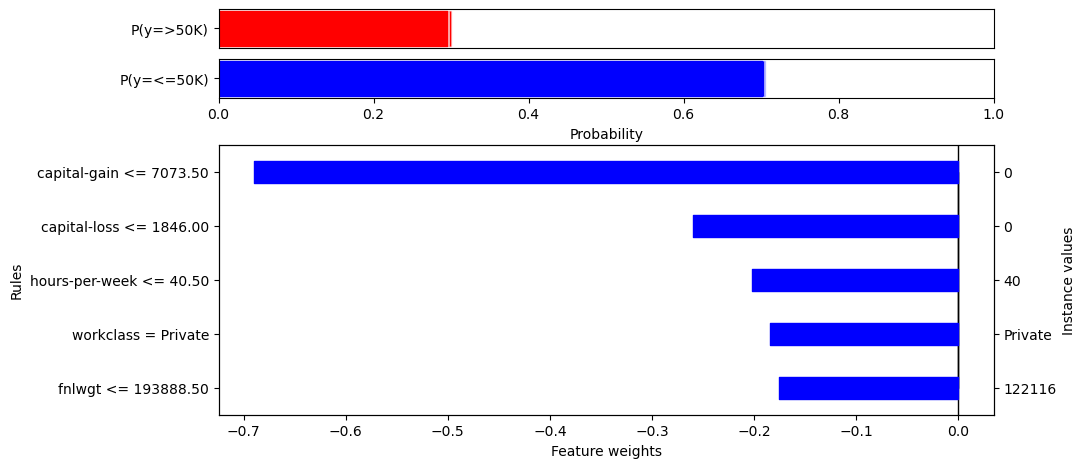 P(y=>50K)
P(y=<=50K)
0.0 0.2 0.4 0.6 0.8 1.0
Probability
capital-gain <= 7073.50 0
capital-loss <= 1846.00 0
hours-per-week <= 40.50 40
workclass = Private Private
fnlwgt <= 193888.50 122116
Rules
Instance values
−0.7 −0.6 −0.5 −0.4 −0.3 −0.2 −0.1 0.0
Feature weights